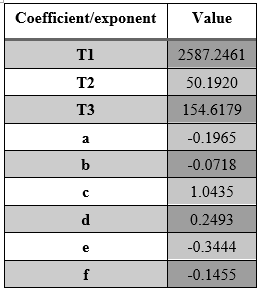 Coefficient/exponent Value
T1 2587.2461
T2 50.1920
T3 154.6179
a -0.1965
b -0.0718
c 1.0435
d 0.2493
e -0.3444
f -0.1455